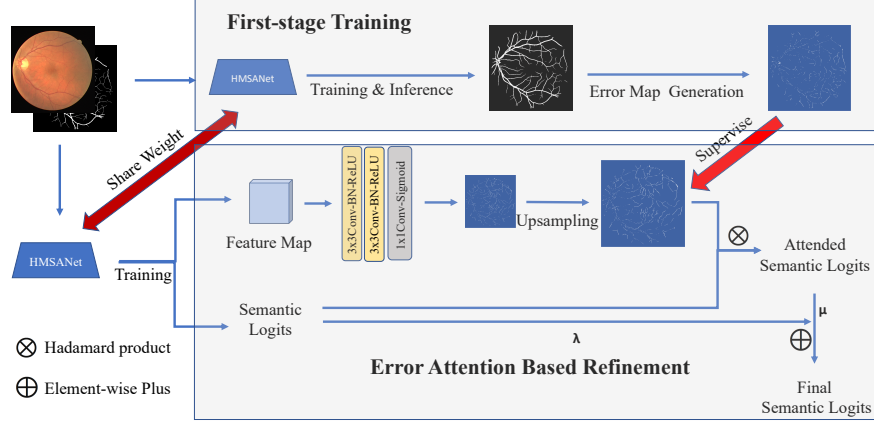 First-stage Training
HMSANet
Training & Inference
Error Map Generation
Share Weight
Supervise
3x3Conv-BN-ReLU
3x3Conv-BN-ReLU
1x1Conv-Sigmoid
Feature Map
Upsampling
HMSANet
Training
Attended
Semantic Logits
Semantic
Logits
μ
λ
Hadamard product
Element-wise Plus
Error Attention Based Refinement
Final
Semantic Logits